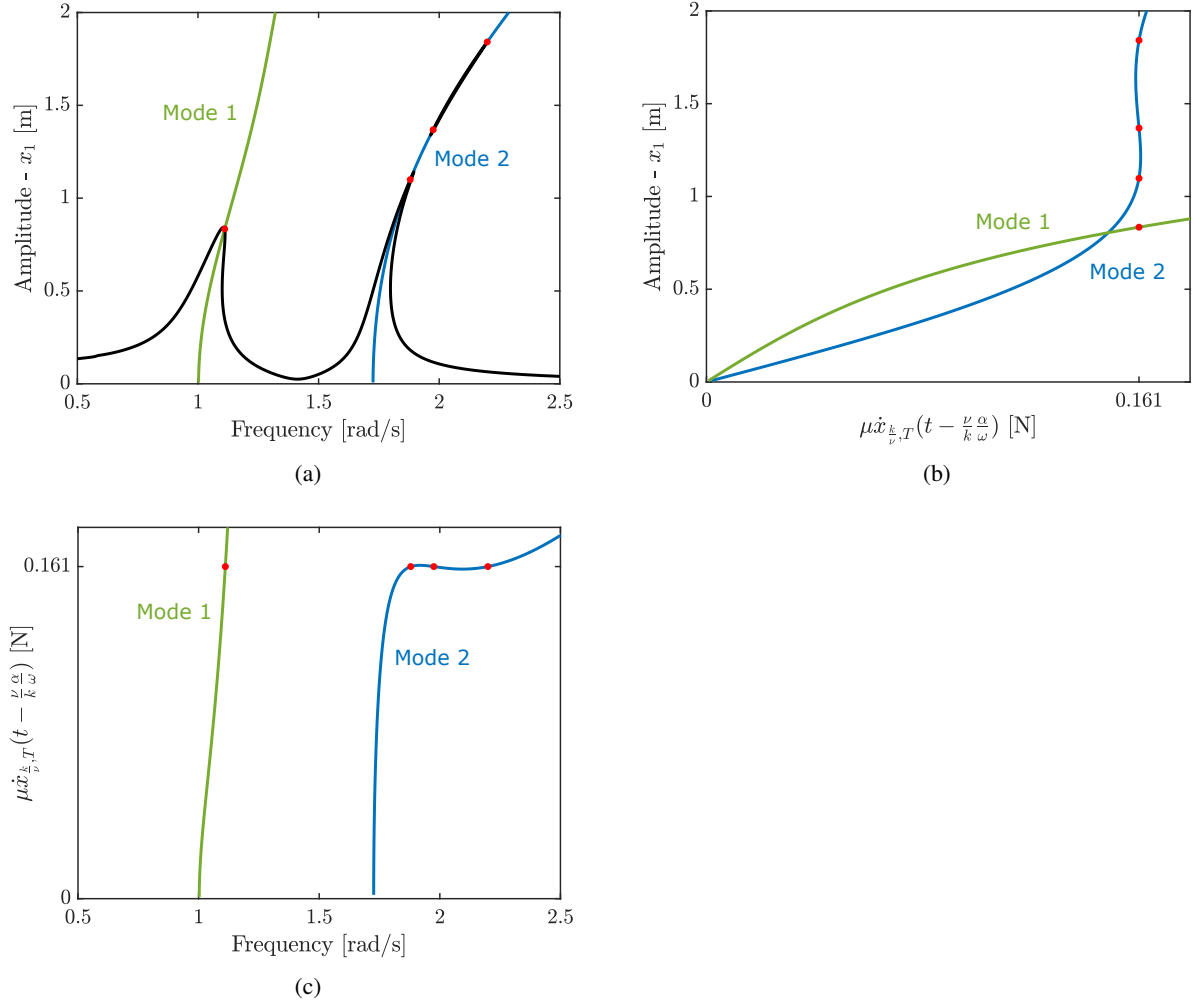 2
1.5
1
0.5
0
Amplitude - x₁ [m]
Mode 1
Mode 2
0.5 1 1.5 2 2.5
Frequency [rad/s]
(a)
2
1.5
1
0.5
0
Amplitude - x₁ [m]
Mode 1
Mode 2
0 0.161
μẋ_{k/ν,T}(t − ν/k α/ω) [N]
(b)
0.161
0
μẋ_{k/ν,T}(t − ν/k α/ω) [N]
Mode 1
Mode 2
0.5 1 1.5 2 2.5
Frequency [rad/s]
(c)